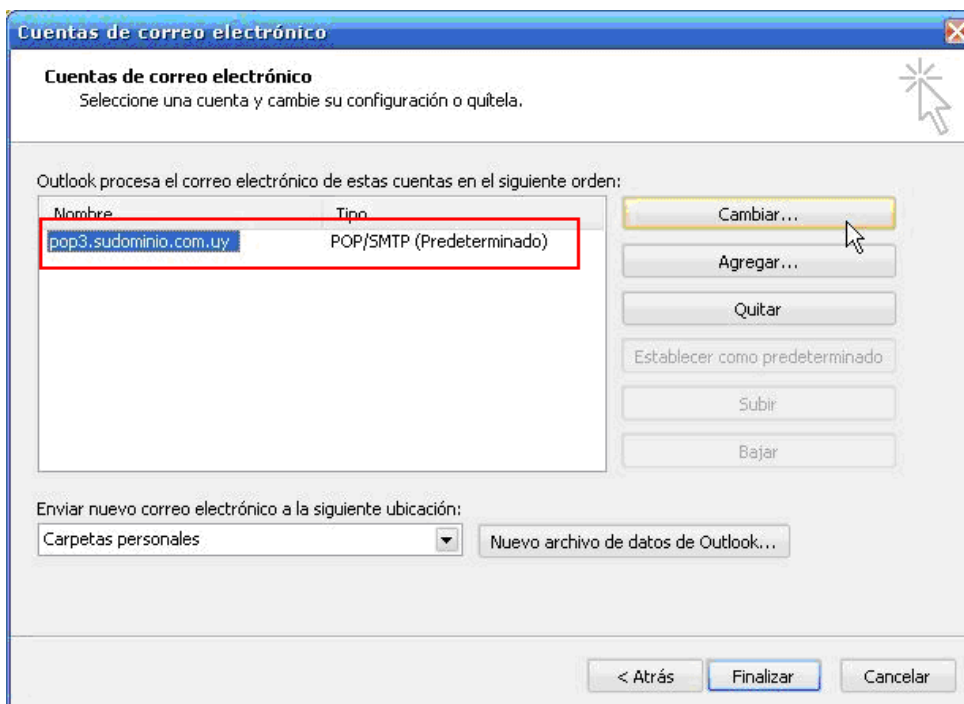 Cuentas de correo electrónico
Cuentas de correo electrónico
Seleccione una cuenta y cambie su configuración o quítela.
Outlook procesa el correo electrónico de estas cuentas en el siguiente orden:
Nombre Tipo
pop3.sudominio.com.uy POP/SMTP (Predeterminado)
Cambiar...
Agregar...
Quitar
Establecer como predeterminado
Subir
Bajar
Enviar nuevo correo electrónico a la siguiente ubicación:
Carpetas personales
Nuevo archivo de datos de Outlook...
< Atrás Finalizar Cancelar